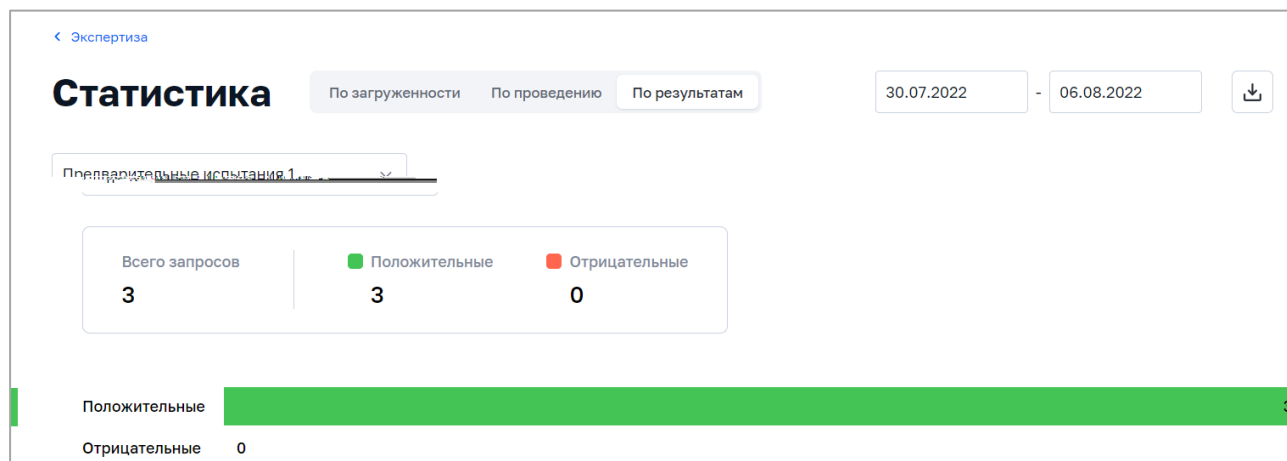 Экспертиза
Статистика По загруженности По проведению По результатам 30.07.2022 - 06.08.2022
Предварительные испытания 1
Всего запросов Положительные Отрицательные
3 3 0
Положительные 3
Отрицательные 0